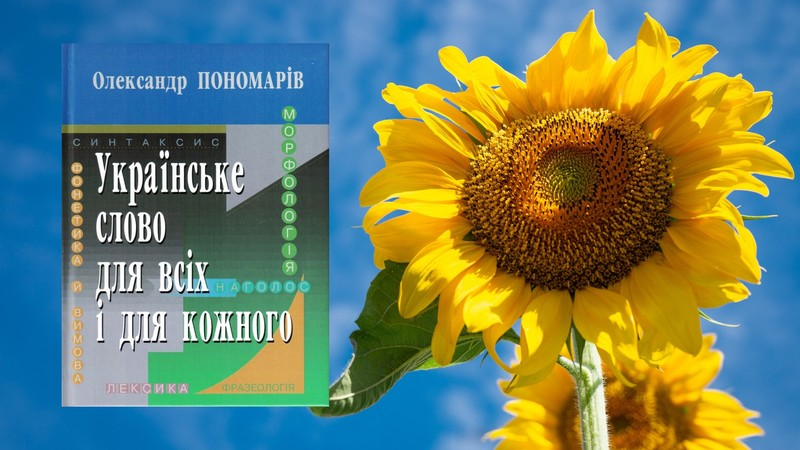 Олександр ПОНОМАРІВ
СИНТАКСИС
МОРФОЛОГІЯ
ФОНЕТИКА Й ВИМОВА
Українське
слово
для всіх
НАГОЛОС
і для кожного
ЛЕКСИКА
ФРАЗЕОЛОГІЯ